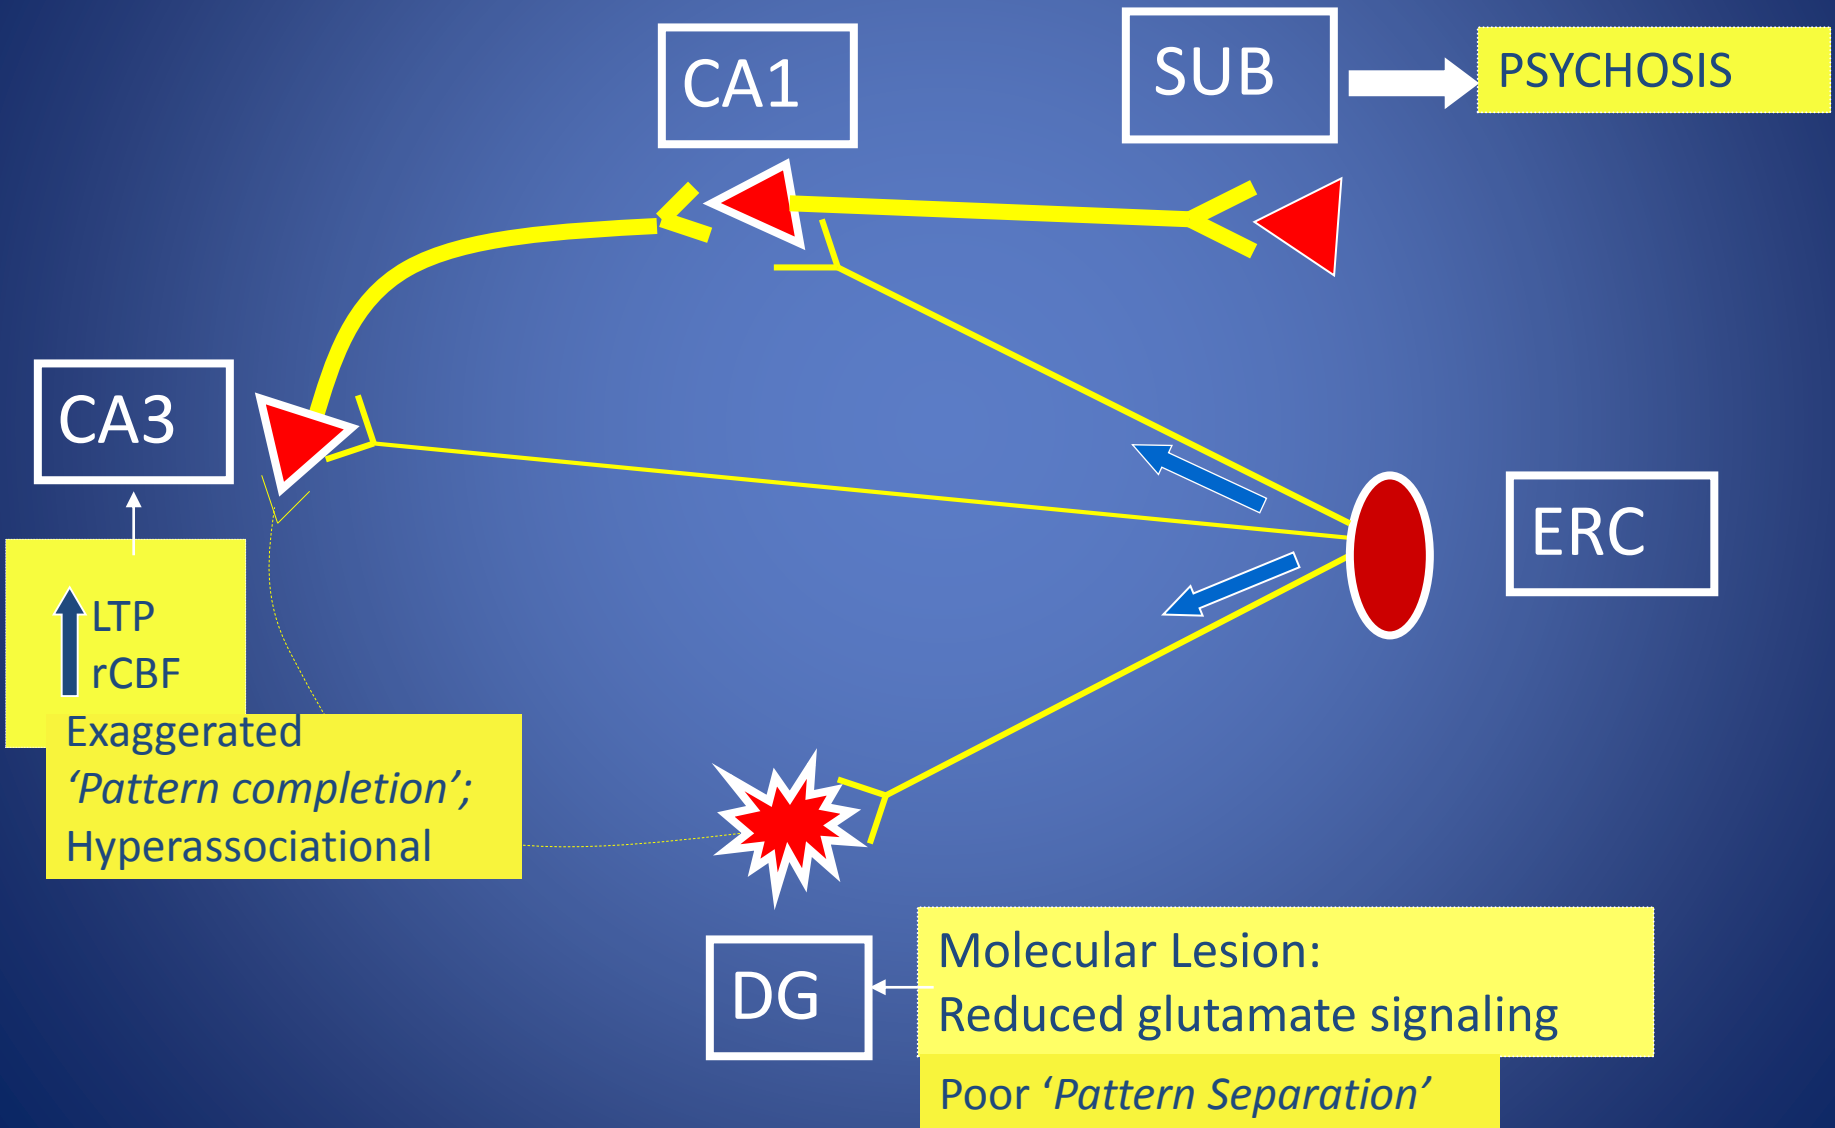 CA1
SUB
PSYCHOSIS
CA3
ERC
LTP
rCBF
Exaggerated
‘Pattern completion’;
Hyperassociational
DG
Molecular Lesion:
Reduced glutamate signaling
Poor ‘Pattern Separation’